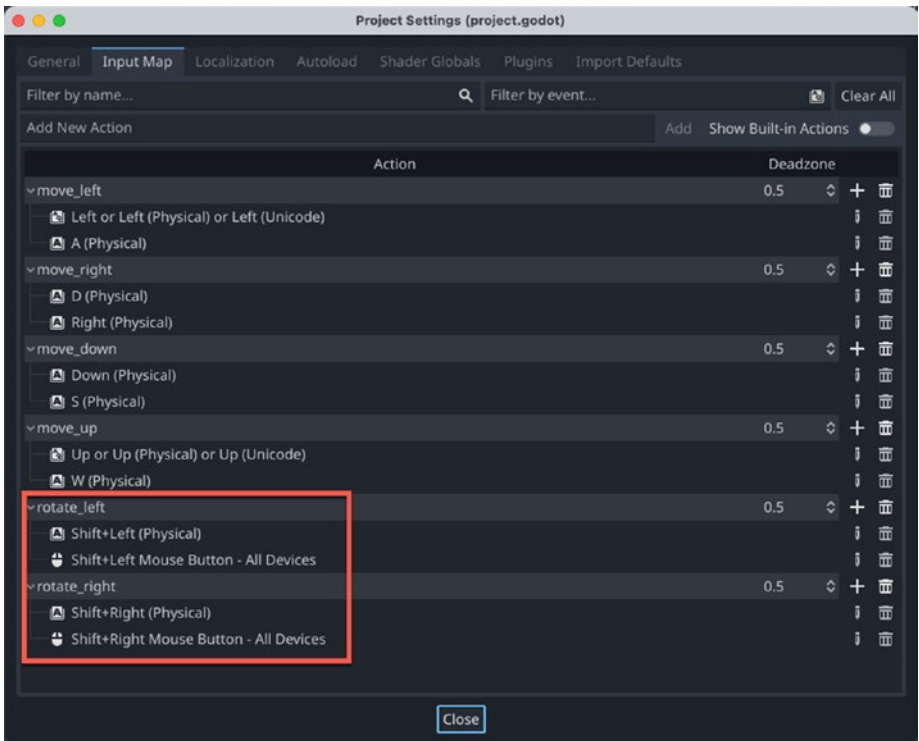 Project Settings (project.godot)
General Input Map Localization Autoload Shader Globals Plugins Import Defaults
Filter by name... Filter by event... Clear All
Add New Action Add Show Built-in Actions
Action Deadzone
move_left 0.5
Left or Left (Physical) or Left (Unicode)
A (Physical)
move_right 0.5
D (Physical)
Right (Physical)
move_down 0.5
Down (Physical)
S (Physical)
move_up 0.5
Up or Up (Physical) or Up (Unicode)
W (Physical)
rotate_left 0.5
Shift+Left (Physical)
Shift+Left Mouse Button - All Devices
rotate_right 0.5
Shift+Right (Physical)
Shift+Right Mouse Button - All Devices
Close